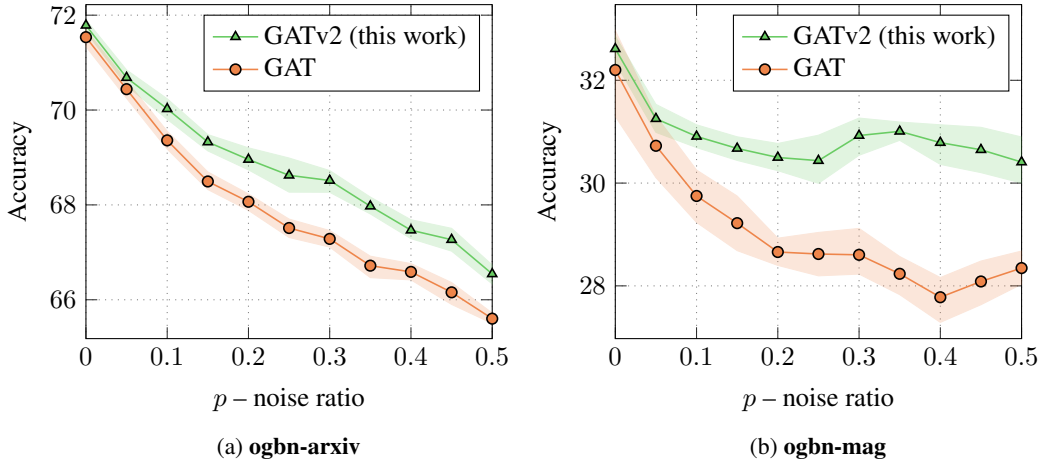 72
70
68
66
Accuracy
0
0.1
0.2
0.3
0.4
0.5
p – noise ratio
GATv2 (this work)
GAT
(a) ogbn-arxiv
32
30
28
Accuracy
0
0.1
0.2
0.3
0.4
0.5
p – noise ratio
GATv2 (this work)
GAT
(b) ogbn-mag